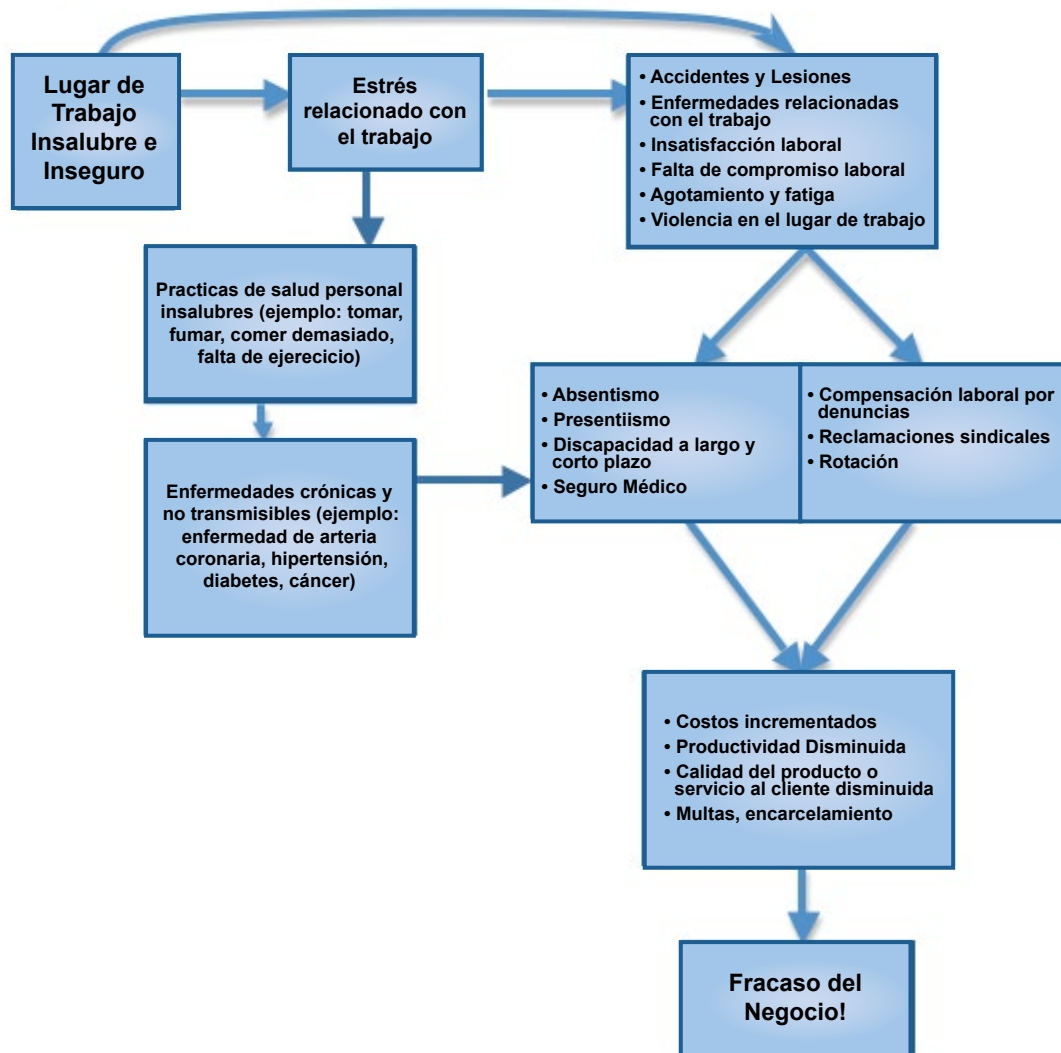 Lugar de
Trabajo
Insalubre e
Inseguro
Estrés
relacionado con
el trabajo
• Accidentes y Lesiones
• Enfermedades relacionadas
con el trabajo
• Insatisfacción laboral
• Falta de compromiso laboral
• Agotamiento y fatiga
• Violencia en el lugar de trabajo
Practicas de salud personal
insalubres (ejemplo: tomar,
fumar, comer demasiado,
falta de ejerecicio)
• Absentismo
• Presentiismo
• Discapacidad a largo y
corto plazo
• Seguro Médico
• Compensación laboral por
denuncias
• Reclamaciones sindicales
• Rotación
Enfermedades crónicas y
no transmisibles (ejemplo:
enfermedad de arteria
coronaria, hipertensión,
diabetes, cáncer)
• Costos incrementados
• Productividad Disminuida
• Calidad del producto o
servicio al cliente disminuida
• Multas, encarcelamiento
Fracaso del
Negocio!